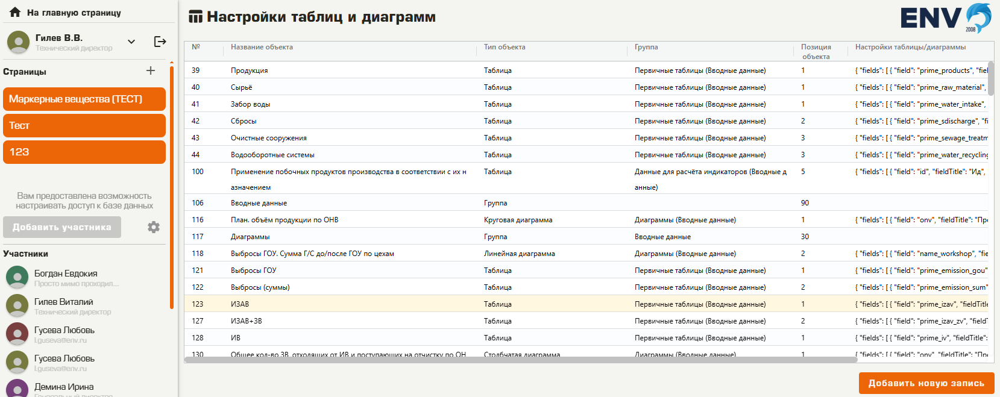 На главную страницу
Гилев В.В.
Технический директор
Страницы
Маркерные вещества (ТЕСТ)
Тест
123
Вам предоставлена возможность
настраивать доступ к базе данных
Добавить участника
Участники
Богдан Евдокия
Просто мимо проходил....
Гилев Виталий
Технический директор
Гусева Любовь
l.guseva@env.ru
Гусева Любовь
l.guseva@env.ru
Демина Ирина
Генеральный директор
Настройки таблиц и диаграмм
ENV
2008
№ Название объекта Тип объекта Группа Позиция объекта Настройки таблицы/диаграммы
39 Продукция Таблица Первичные таблицы (Вводные данные) 1 { "fields": [ { "field": "prime_products", "fiel
40 Сырьё Таблица Первичные таблицы (Вводные данные) 1 { "fields": [ { "field": "prime_raw_material",
41 Забор воды Таблица Первичные таблицы (Вводные данные) 1 { "fields": [ { "field": "prime_water_intake",
42 Сбросы Таблица Первичные таблицы (Вводные данные) 2 { "fields": [ { "field": "prime_sdischarge", "fi
43 Очистные сооружения Таблица Первичные таблицы (Вводные данные) 3 { "fields": [ { "field": "prime_sewage_treatm
44 Водооборотные системы Таблица Первичные таблицы (Вводные данные) 3 { "fields": [ { "field": "prime_water_recycling
100 Применение побочных продуктов производства в соответствии с их н Таблица Данные для расчёта индикаторов (Вводные д 5 { "fields": [ { "field": "id", "fieldTitle": "Ид",
азначением анные)
106 Вводные данные Группа 90
116 План. объём продукции по ОНВ Круговая диаграмма Диаграммы (Вводные данные) 1 { "fields": [ { "field": "onv", "fieldTitle": "Пре
117 Диаграммы Группа Вводные данные 30
118 Выбросы ГОУ. Сумма Г/С до/после ГОУ по цехам Линейная диаграмма Диаграммы (Вводные данные) 2 { "fields": [ { "field": "name_workshop", "fie
121 Выбросы ГОУ Таблица Первичные таблицы (Вводные данные) 1 { "fields": [ { "field": "prime_emission_gou"
122 Выбросы (суммы) Таблица Первичные таблицы (Вводные данные) 2 { "fields": [ { "field": "prime_emission_sum"
123 ИЗАВ Таблица Первичные таблицы (Вводные данные) 1 { "fields": [ { "field": "prime_izav", "fieldTitle
127 ИЗАВ+ЗВ Таблица Первичные таблицы (Вводные данные) 2 { "fields": [ { "field": "prime_izav_zv", "fieldT
128 ИВ Таблица Первичные таблицы (Вводные данные) 1 { "fields": [ { "field": "prime_iv", "fieldTitle":
130 Общее кол-во ЗВ, отходящих от ИВ и поступающих на отчистку по ОН Столбчатая диаграмма Диаграммы (Вводные данные) 1 { "fields": [ { "field": "onv", "fieldTitle": "Пре
Добавить новую запись